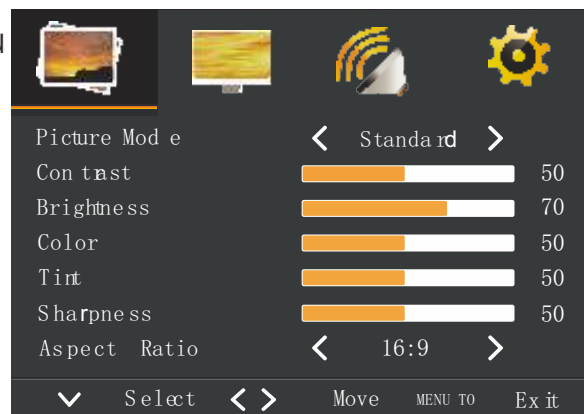 Picture Mode < Standard >
Contrast 50
Brightness 70
Color 50
Tint 50
Sharpness 50
Aspect Ratio < 16:9 >
Select < > Move MENU TO Exit